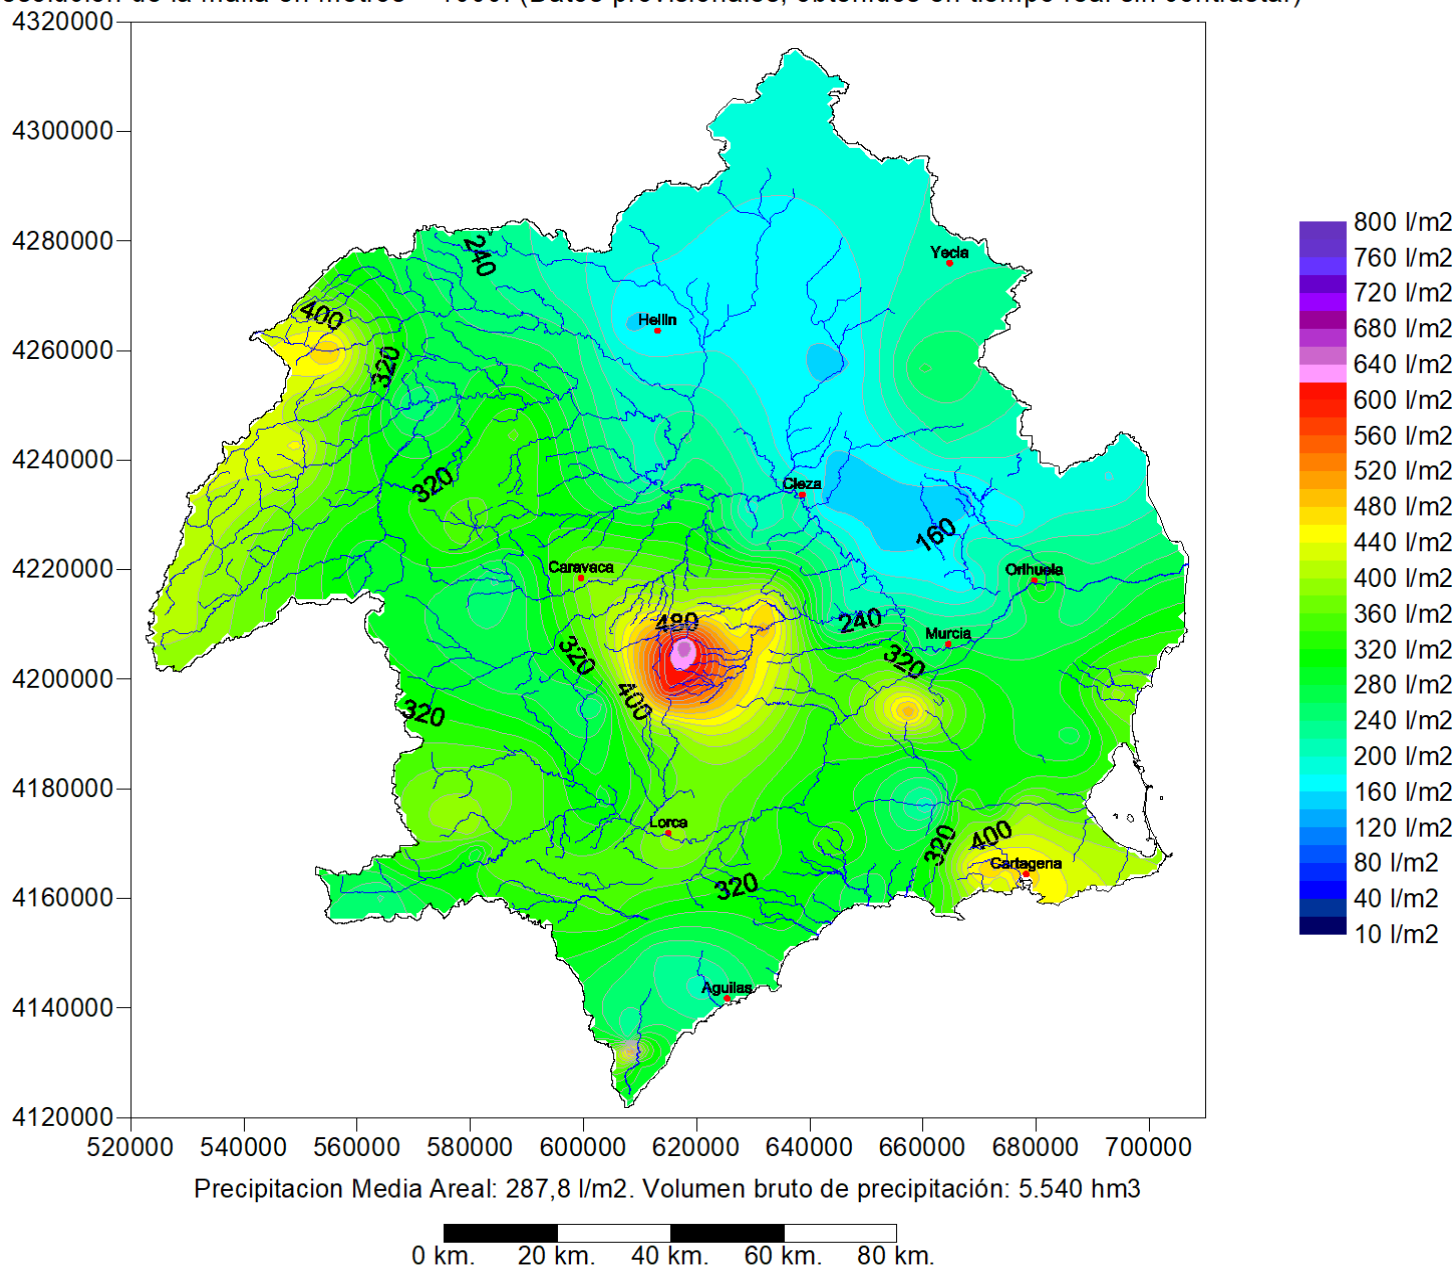 4320000
4300000
4280000
4260000
4240000
4220000
4200000
4180000
4160000
4140000
4120000
520000 540000 560000 580000 600000 620000 640000 660000 680000 700000
240
400
320
320
160
480
240
320
320
400
320
320
400
320
Yecla
Hellin
Cieza
Caravaca
Orihuela
Murcia
Lorca
Cartagena
Aguilas
800 l/m2
760 l/m2
720 l/m2
680 l/m2
640 l/m2
600 l/m2
560 l/m2
520 l/m2
480 l/m2
440 l/m2
400 l/m2
360 l/m2
320 l/m2
280 l/m2
240 l/m2
200 l/m2
160 l/m2
120 l/m2
80 l/m2
40 l/m2
10 l/m2
Precipitacion Media Areal: 287,8 l/m2. Volumen bruto de precipitación: 5.540 hm3
0 km. 20 km. 40 km. 60 km. 80 km.